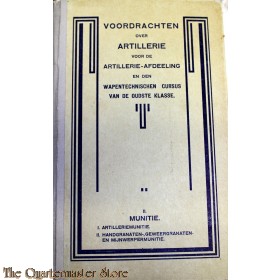 VOORDRACHTEN
OVER
ARTILLERIE
VOOR DE
ARTILLERIE-AFDEELING
EN DEN
WAPENTECHNISCHEN CURSUS
VAN DE OUDSTE KLASSE.
II.
MUNITIE.
I. ARTILLERIEMUNITIE.
II. HANDGRANATEN-, GEWEERGRANATEN-
EN MIJNWERPERMUNITIE.
The Quartermaster Store